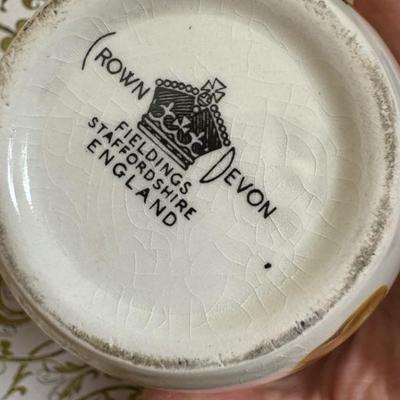 CROWN DEVON
FIELDINGS
STAFFORDSHIRE
ENGLAND